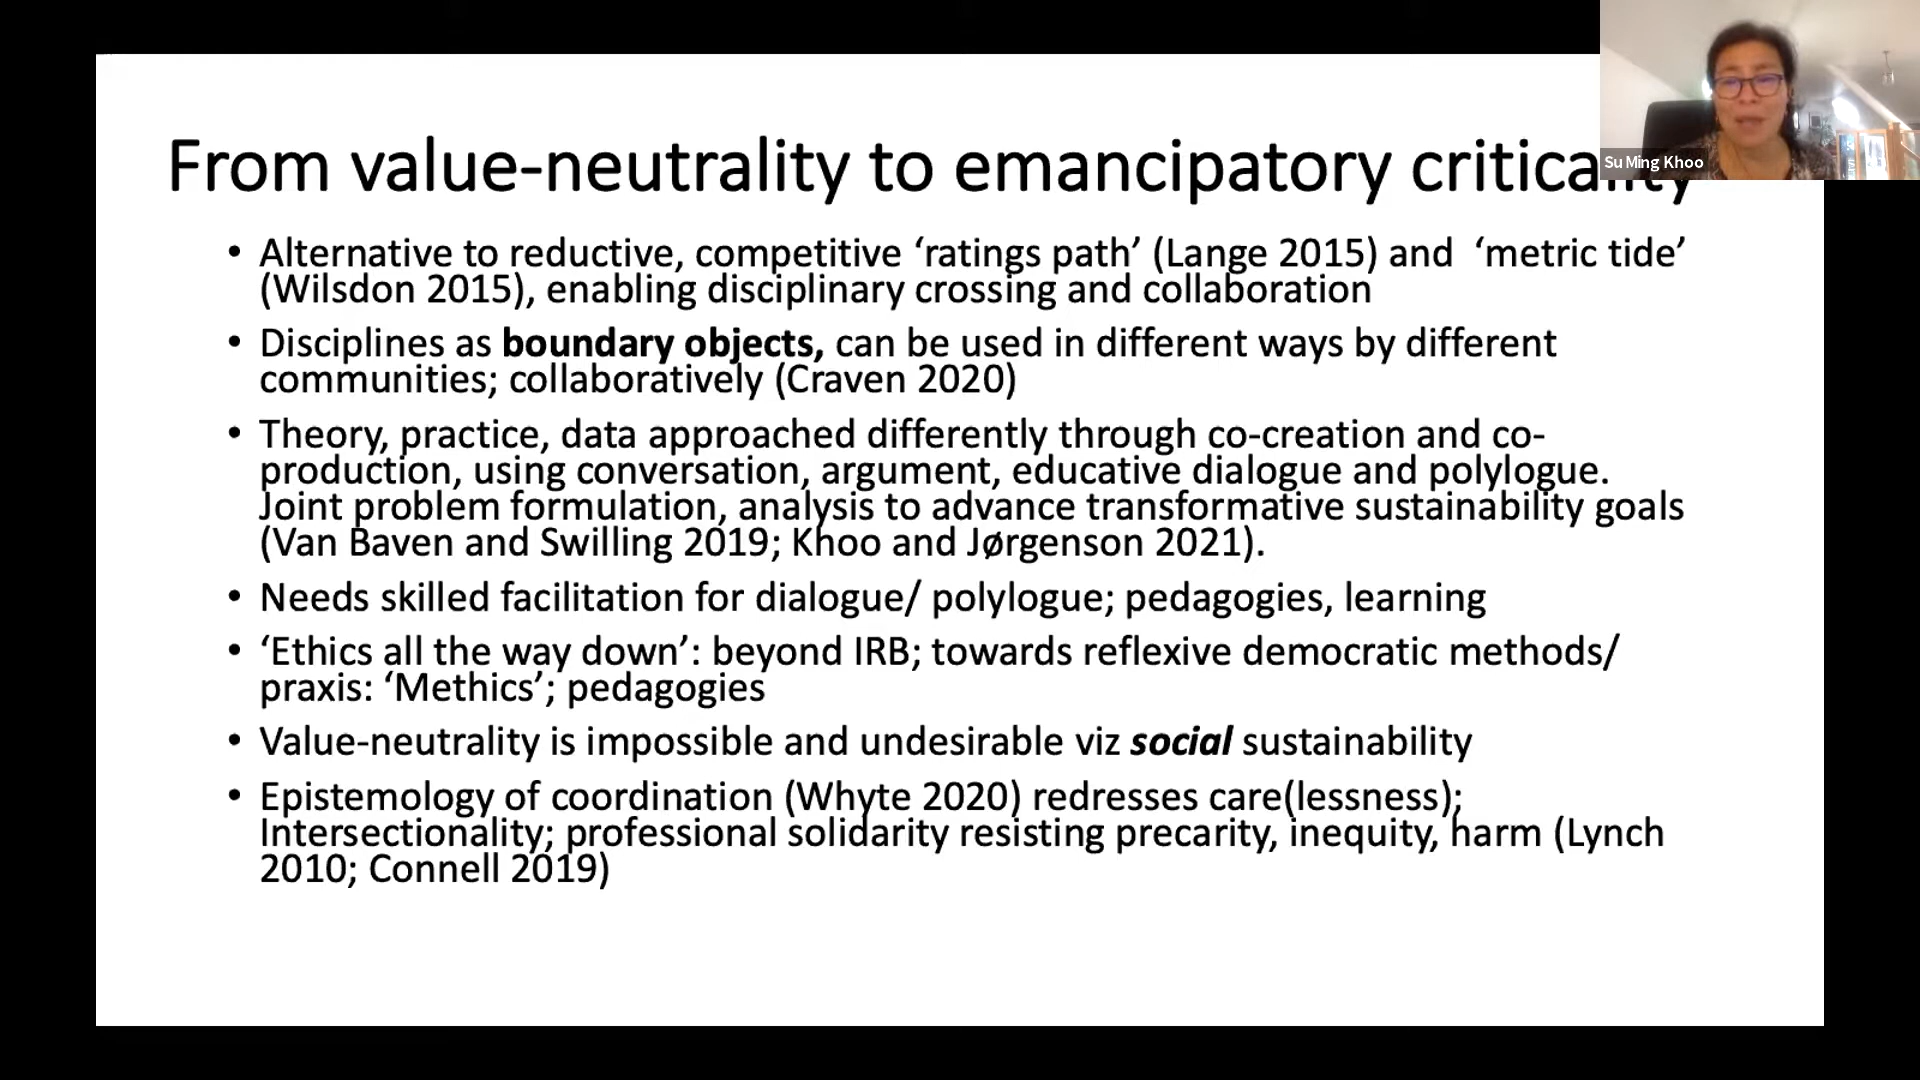 From value-neutrality to emancipatory criticality
Su Ming Khoo
• Alternative to reductive, competitive ‘ratings path’ (Lange 2015) and ‘metric tide’
(Wilsdon 2015), enabling disciplinary crossing and collaboration
• Disciplines as boundary objects, can be used in different ways by different
communities; collaboratively (Craven 2020)
• Theory, practice, data approached differently through co-creation and co-
production, using conversation, argument, educative dialogue and polylogue.
Joint problem formulation, analysis to advance transformative sustainability goals
(Van Baven and Swilling 2019; Khoo and Jørgenson 2021).
• Needs skilled facilitation for dialogue/ polylogue; pedagogies, learning
• ‘Ethics all the way down’: beyond IRB; towards reflexive democratic methods/
praxis: ‘Methics’; pedagogies
• Value-neutrality is impossible and undesirable viz social sustainability
• Epistemology of coordination (Whyte 2020) redresses care(lessness);
Intersectionality; professional solidarity resisting precarity, inequity, harm (Lynch
2010; Connell 2019)